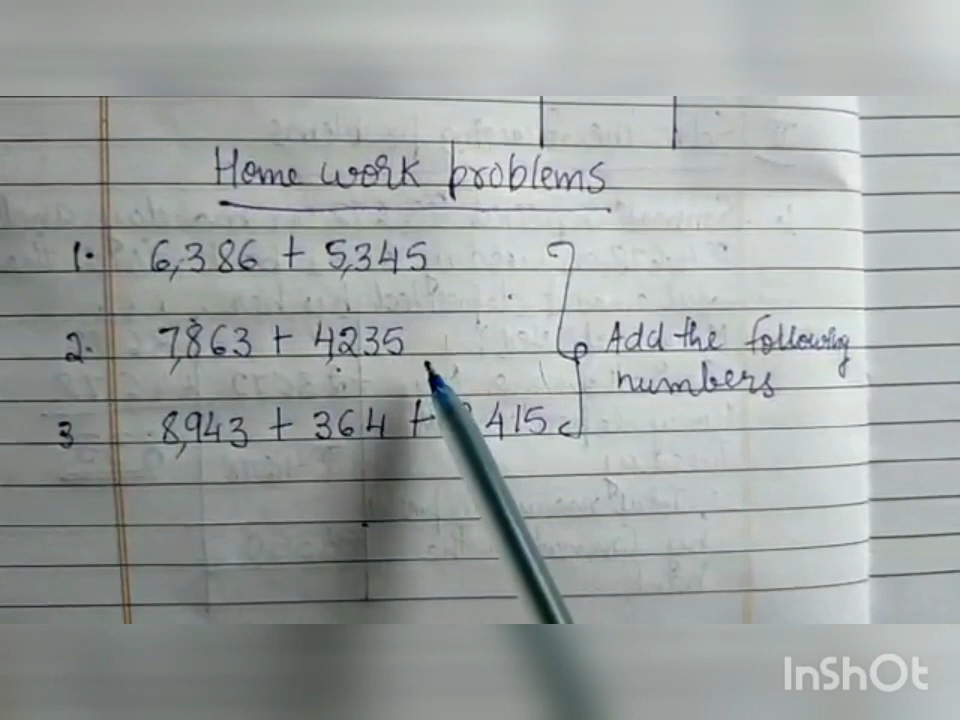 Home work problems
1. 6,386 + 5,345
2. 7,863 + 4,235
3 8,943 + 364 + 415
Add the following
numbers
InShOt